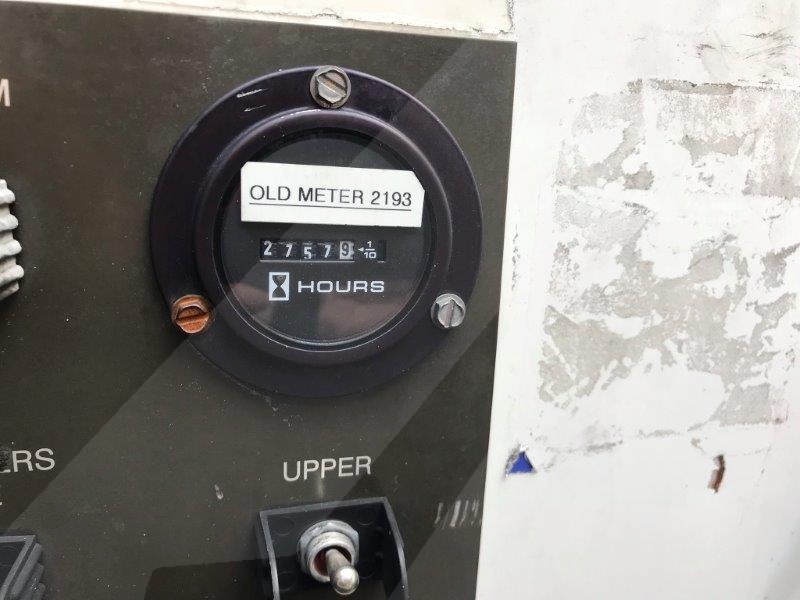 M
OLD METER 2193
27579 ◄1/10
HOURS
ERS
UPPER